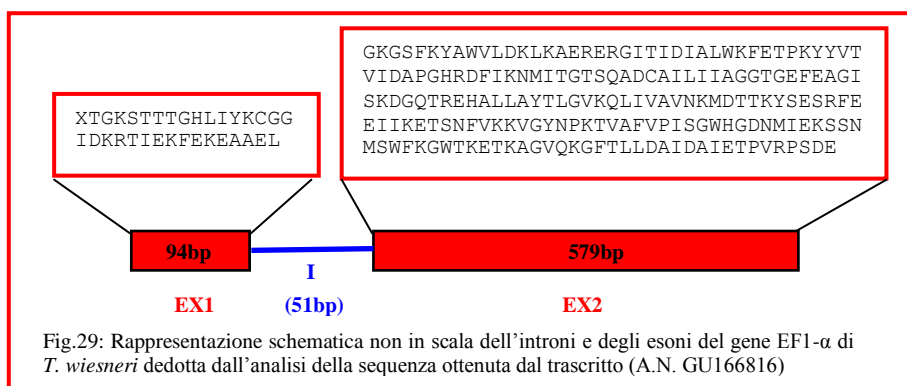 XTGKSTTTGHLIYKCGG
IDKRTIEKFEKEAAEL
GKGSFKYAWVLDKLKAERERGITIDIALWKFETPKYYVT
VIDAPGHRDFIKNMITGTSQADCAILIIAGGTGEFEAGI
SKDGQTREHALLAYTLGVKQLIVAVNKMDTTKYSESRFE
EIIKETSNFVKKVGYNPKTVAFVPISGWHGDNMIEKSSN
MSWFKGWTKETKAGVQKGFTLLDAIDAIETPVRPSDE
94bp
579bp
I
(51bp)
EX1
EX2
Fig.29: Rappresentazione schematica non in scala dell'introni e degli esoni del gene EF1-α di
T. wiesneri dedotta dall'analisi della sequenza ottenuta dal trascritto (A.N. GU166816)